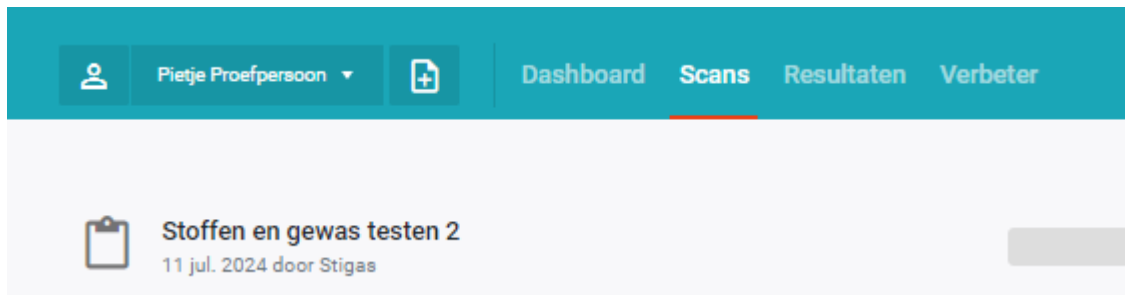 Pietje Proefpersoon Dashboard Scans Resultaten Verbeter
Stoffen en gewas testen 2
11 jul. 2024 door Stigas